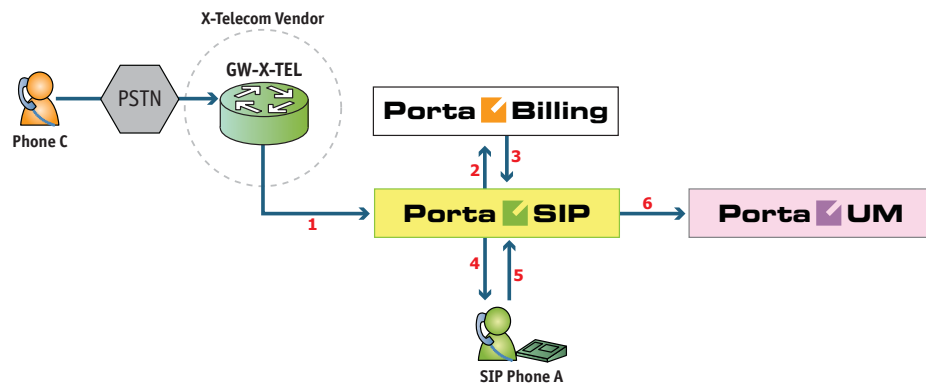 X-Telecom Vendor
GW-X-TEL
PSTN
Phone C
Porta Billing
2
3
1
Porta SIP
6
Porta UM
4
5
SIP Phone A